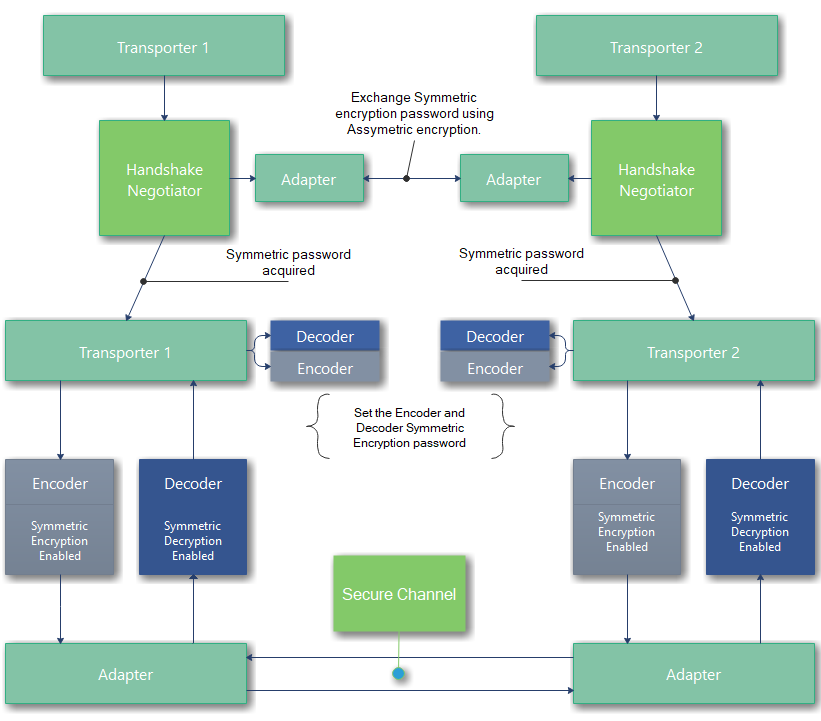 Transporter 1
Transporter 2
Exchange Symmetric
encryption password using
Assymetric encryption.
Handshake
Negotiator
Adapter
Adapter
Handshake
Negotiator
Symmetric password
acquired
Symmetric password
acquired
Transporter 1
Decoder
Encoder
Decoder
Encoder
Transporter 2
Set the Encoder and
Decoder Symmetric
Encryption password
Encoder
Symmetric
Encryption
Enabled
Decoder
Symmetric
Decryption
Enabled
Encoder
Symmetric
Encryption
Enabled
Decoder
Symmetric
Decryption
Enabled
Secure Channel
Adapter
Adapter